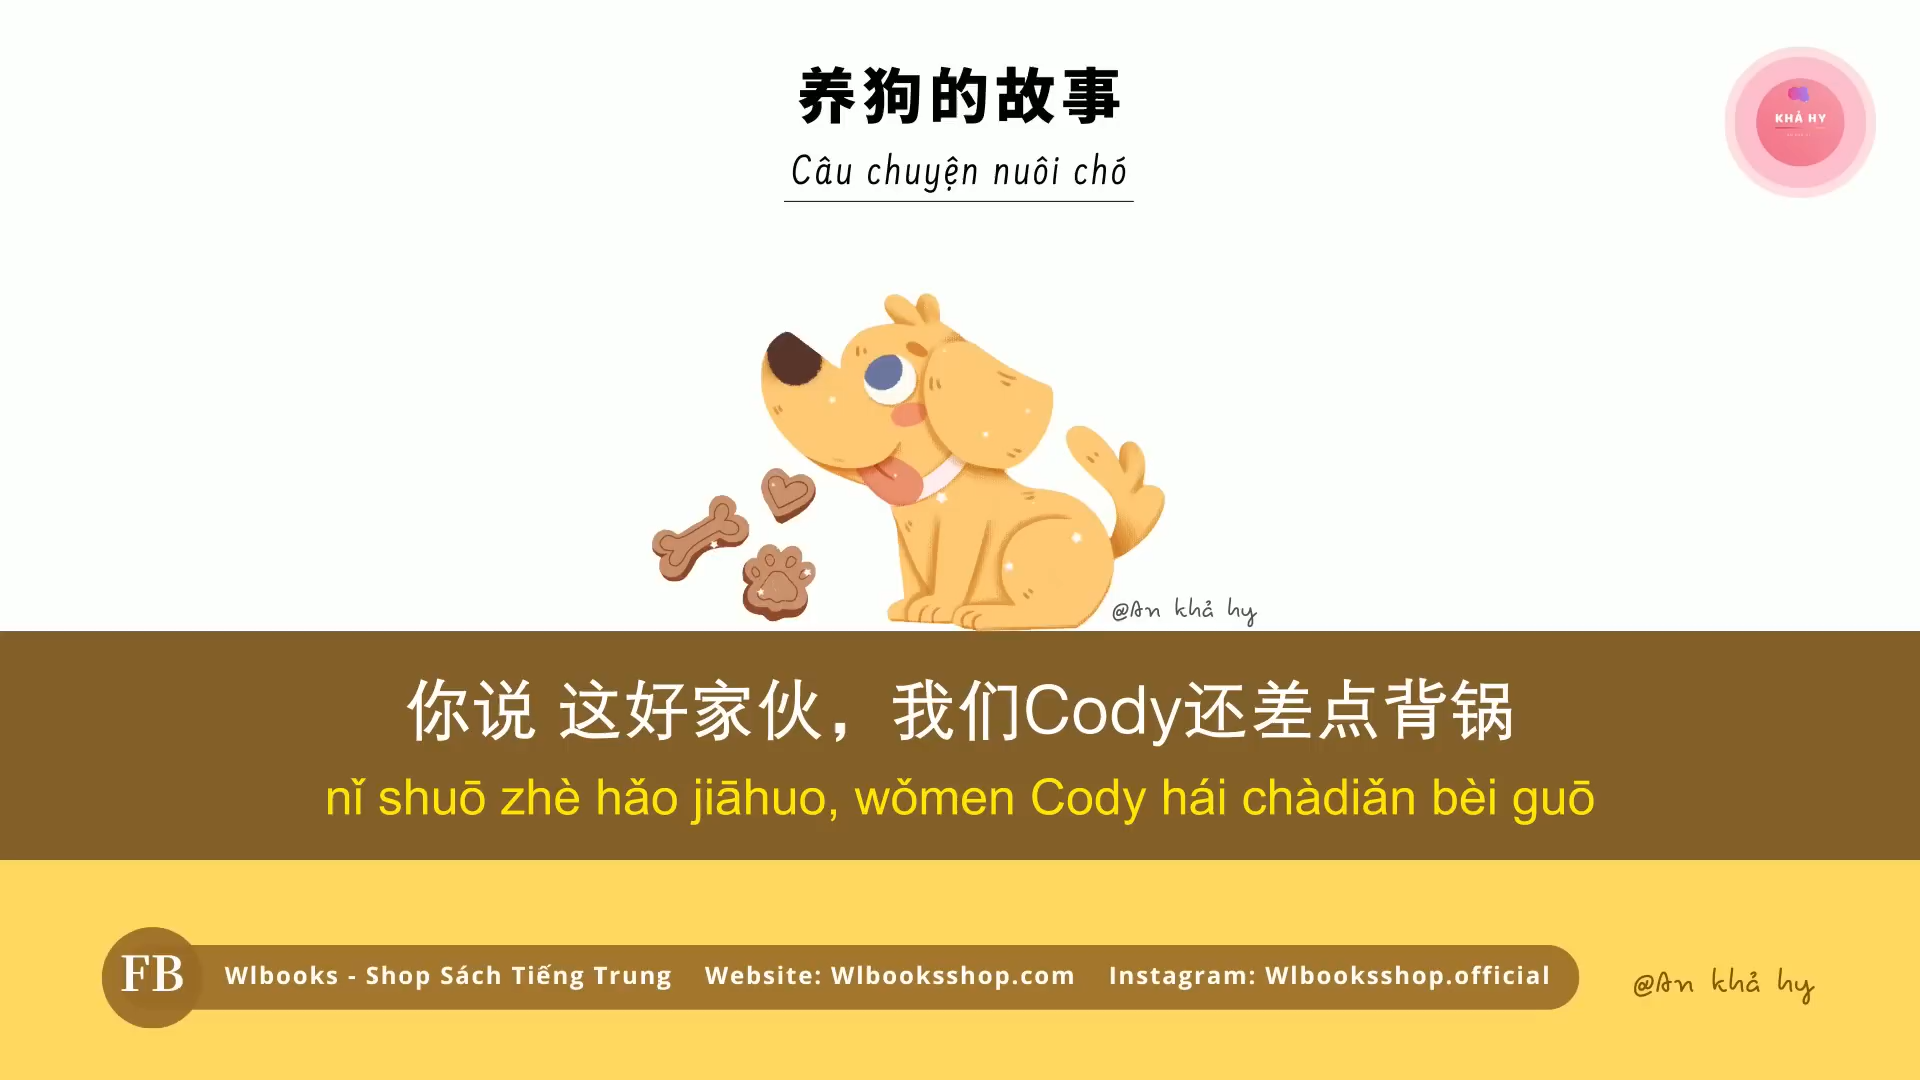 养狗的故事
Câu chuyện nuôi chó
KHẢ HY
@An khả hy
你说 这好家伙，我们Cody还差点背锅
nǐ shuō zhè hǎo jiāhuo, wǒmen Cody hái chàdiǎn bèi guō
FB Wlbooks - Shop Sách Tiếng Trung Website: Wlbooksshop.com Instagram: Wlbooksshop.official
@An khả hy